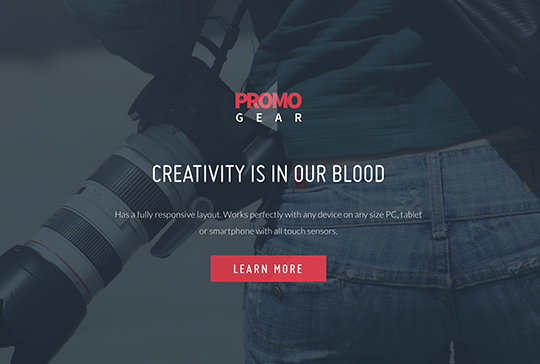 PROMO
GEAR
CREATIVITY IS IN OUR BLOOD
Has a fully responsive layout. Works perfectly with any device on any size PC, tablet
or smartphone with all touch sensors.
LEARN MORE